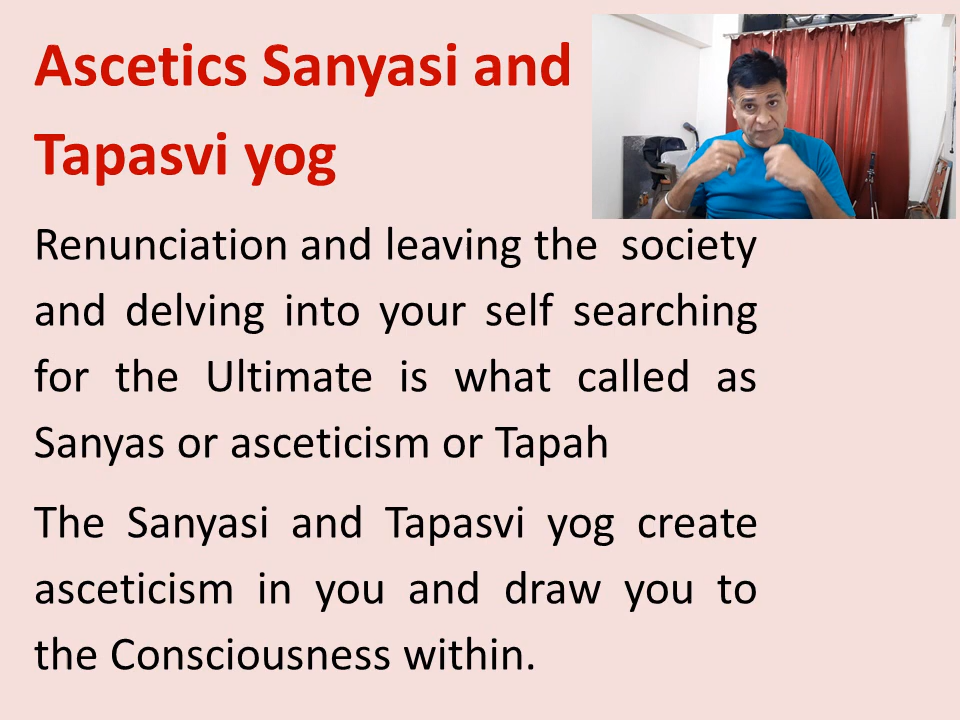 Ascetics Sanyasi and
Tapasvi yog
Renunciation and leaving the society
and delving into your self searching
for the Ultimate is what called as
Sanyas or asceticism or Tapah
The Sanyasi and Tapasvi yog create
asceticism in you and draw you to
the Consciousness within.